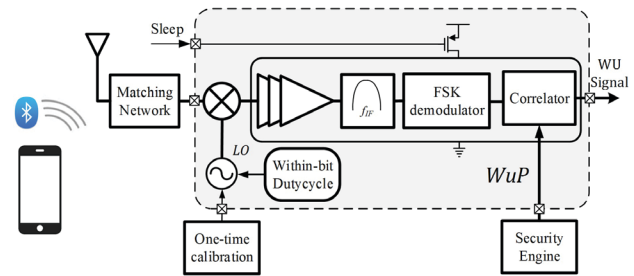 Sleep
WU
Signal
Matching
Network
f_IF
FSK
demodulator
Correlator
LO
Within-bit
Dutycycle
WuP
One-time
calibration
Security
Engine